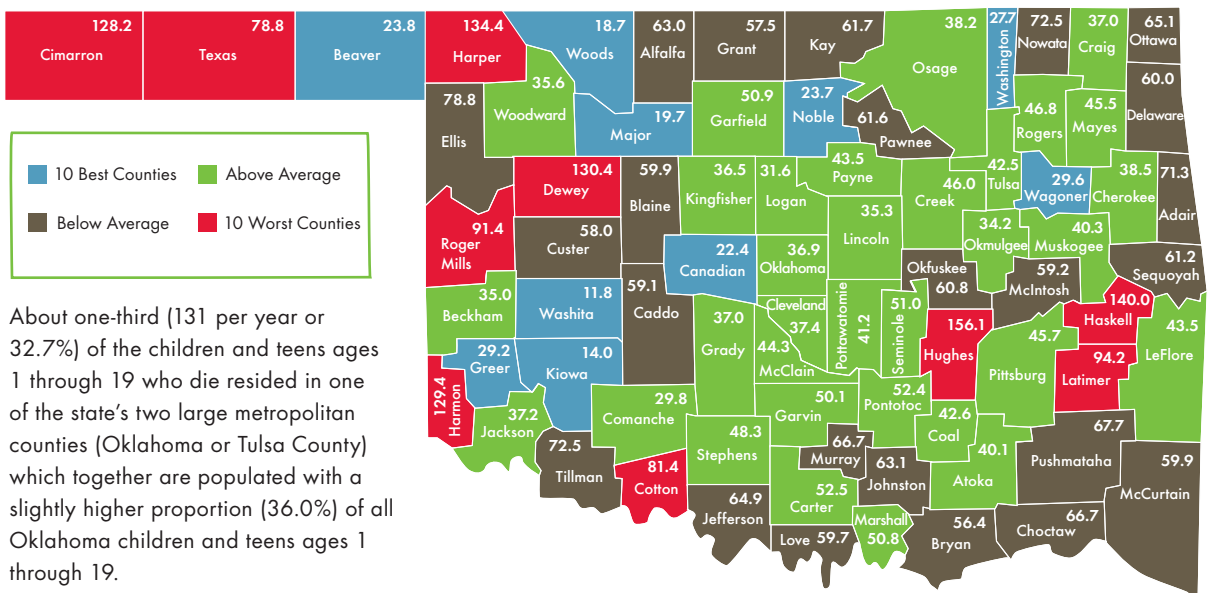 128.2
Cimarron
78.8
Texas
23.8
Beaver
134.4
Harper
18.7
Woods
63.0
Alfalfa
57.5
Grant
61.7
Kay
38.2
Osage
27.7
Washington
72.5
Nowata
37.0
Craig
65.1
Ottawa
60.0
Delaware
78.8
Ellis
35.6
Woodward
19.7
Major
50.9
Garfield
23.7
Noble
61.6
Pawnee
46.8
Rogers
45.5
Mayes
10 Best Counties
Above Average
Below Average
10 Worst Counties
130.4
Dewey
59.9
Blaine
36.5
Kingfisher
31.6
Logan
43.5
Payne
46.0
Creek
42.5
Tulsa
29.6
Wagoner
38.5
Cherokee
71.3
Adair
91.4
Roger
Mills
58.0
Custer
22.4
Canadian
36.9
Oklahoma
35.3
Lincoln
34.2
Okmulgee
40.3
Muskogee
61.2
Sequoyah
Okfuskee
60.8
59.2
McIntosh
35.0
Beckham
11.8
Washita
59.1
Caddo
37.0
Grady
Cleveland
37.4
44.3
McClain
Pottawatomie
41.2
Seminole
51.0
156.1
Hughes
140.0
Haskell
45.7
Pittsburg
94.2
Latimer
43.5
LeFlore
129.4
Harmon
29.2
Greer
14.0
Kiowa
37.2
Jackson
29.8
Comanche
50.1
Garvin
52.4
Pontotoc
42.6
Coal
40.1
Atoka
67.7
Pushmataha
59.9
McCurtain
72.5
Tillman
81.4
Cotton
48.3
Stephens
66.7
Murray
63.1
Johnston
64.9
Jefferson
52.5
Carter
Love 59.7
Marshall
50.8
56.4
Bryan
66.7
Choctaw
About one-third (131 per year or
32.7%) of the children and teens ages
1 through 19 who die resided in one
of the state's two large metropolitan
counties (Oklahoma or Tulsa County)
which together are populated with a
slightly higher proportion (36.0%) of all
Oklahoma children and teens ages 1
through 19.